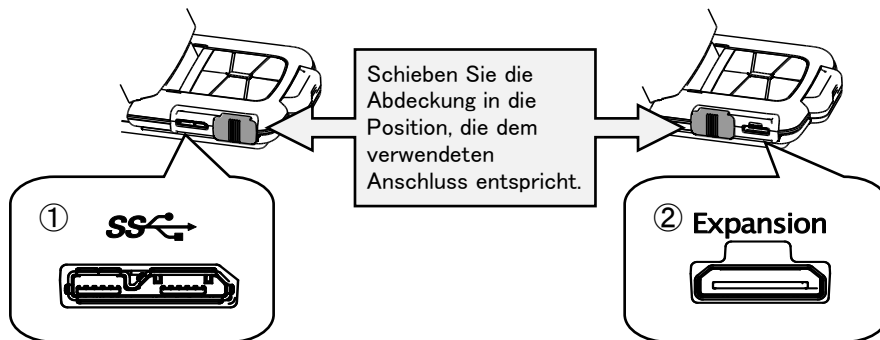 Schieben Sie die
Abdeckung in die
Position, die dem
verwendeten
Anschluss entspricht.
① SS
② Expansion